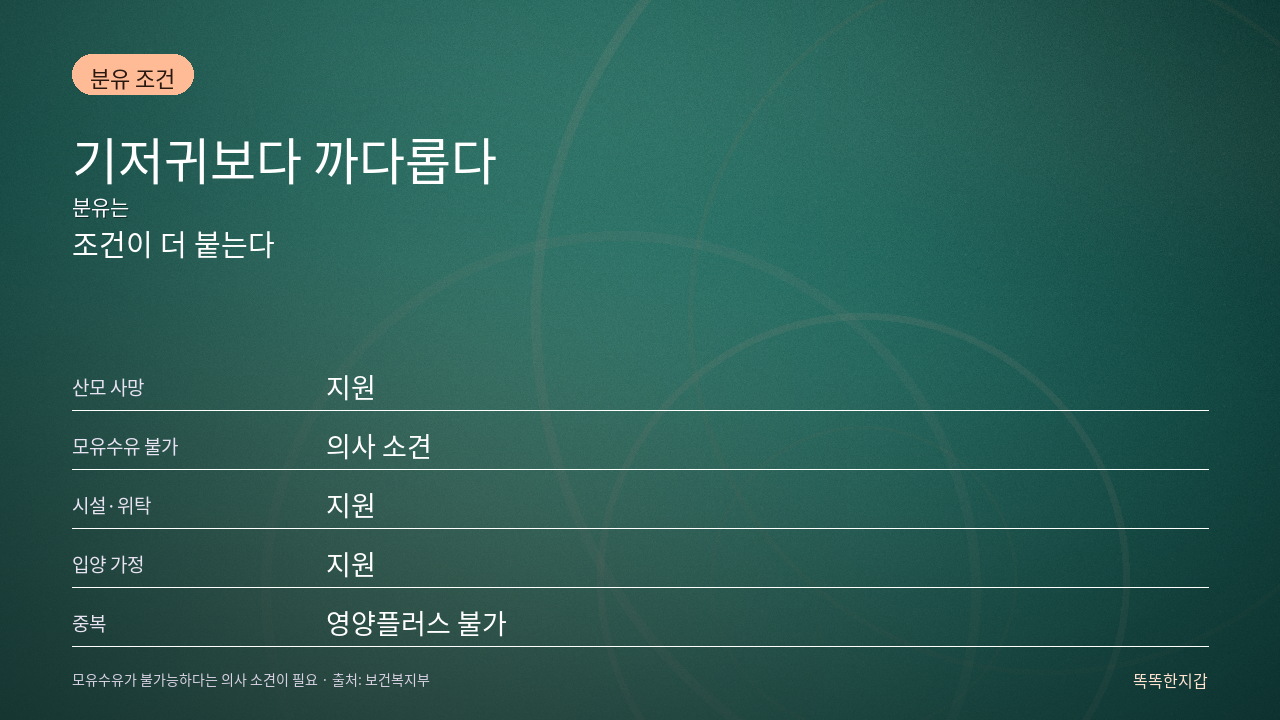 분유 조건
기저귀보다 까다롭다
분유는
조건이 더 붙는다
산모 사망 지원
모유수유 불가 의사 소견
시설·위탁 지원
입양 가정 지원
중복 영양플러스 불가
모유수유가 불가능하다는 의사 소견이 필요 · 출처: 보건복지부
똑똑한지갑